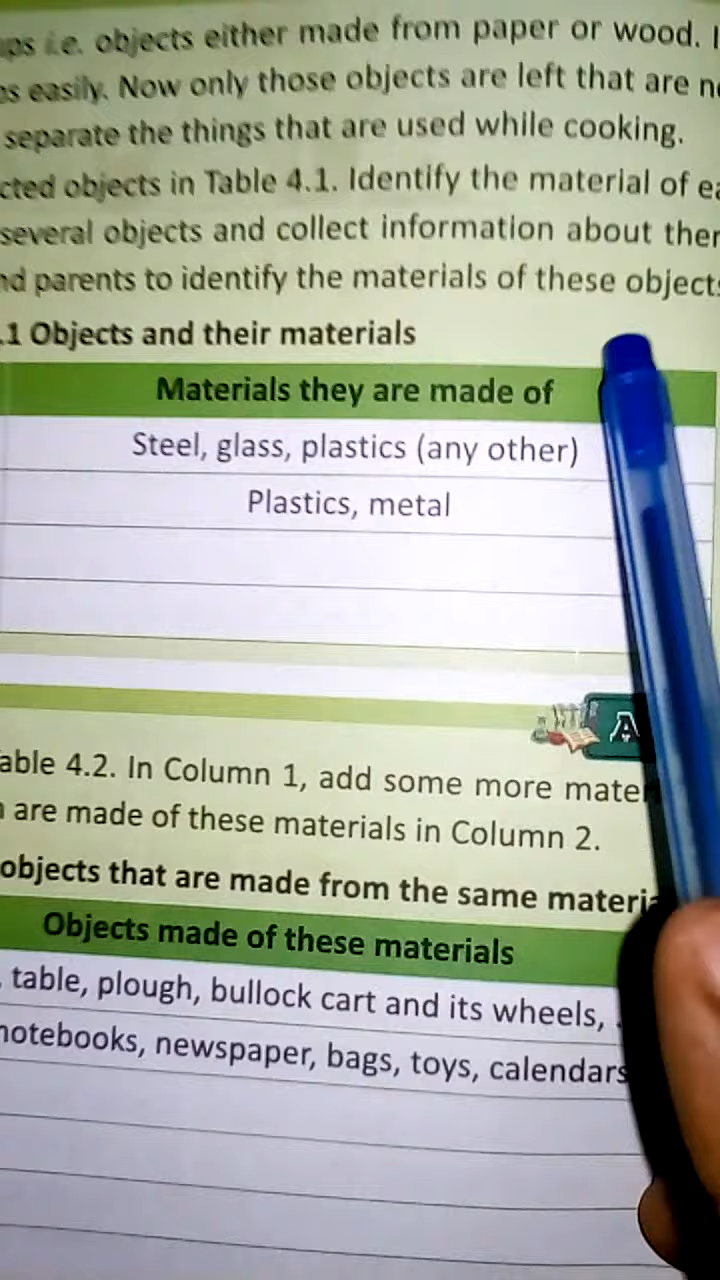 i.e. objects either made from paper or wood.
easily. Now only those objects are left that are
separate the things that are used while cooking.
objects in Table 4.1. Identify the material of
several objects and collect information about
parents to identify the materials of these
.1 Objects and their materials
Materials they are made of
Steel, glass, plastics (any other)
Plastics, metal
A
4.2. In Column 1, add some more
are made of these materials in Column 2.
objects that are made from the same
Objects made of these materials
table, plough, bullock cart and its wheels,
notebooks, newspaper, bags, toys, calendars